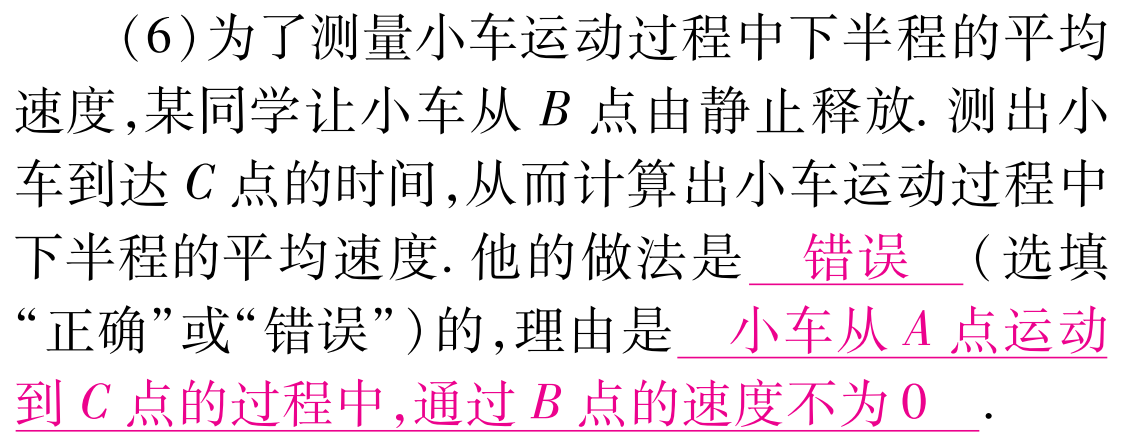 (6)为了测量小车运动过程中下半程的平均
速度,某同学让小车从 B 点由静止释放. 测出小
车到达 C 点的时间,从而计算出小车运动过程中
下半程的平均速度. 他的做法是 错误 (选填
“正确”或“错误”)的,理由是 小车从 A 点运动
到 C 点的过程中,通过 B 点的速度不为 0 .